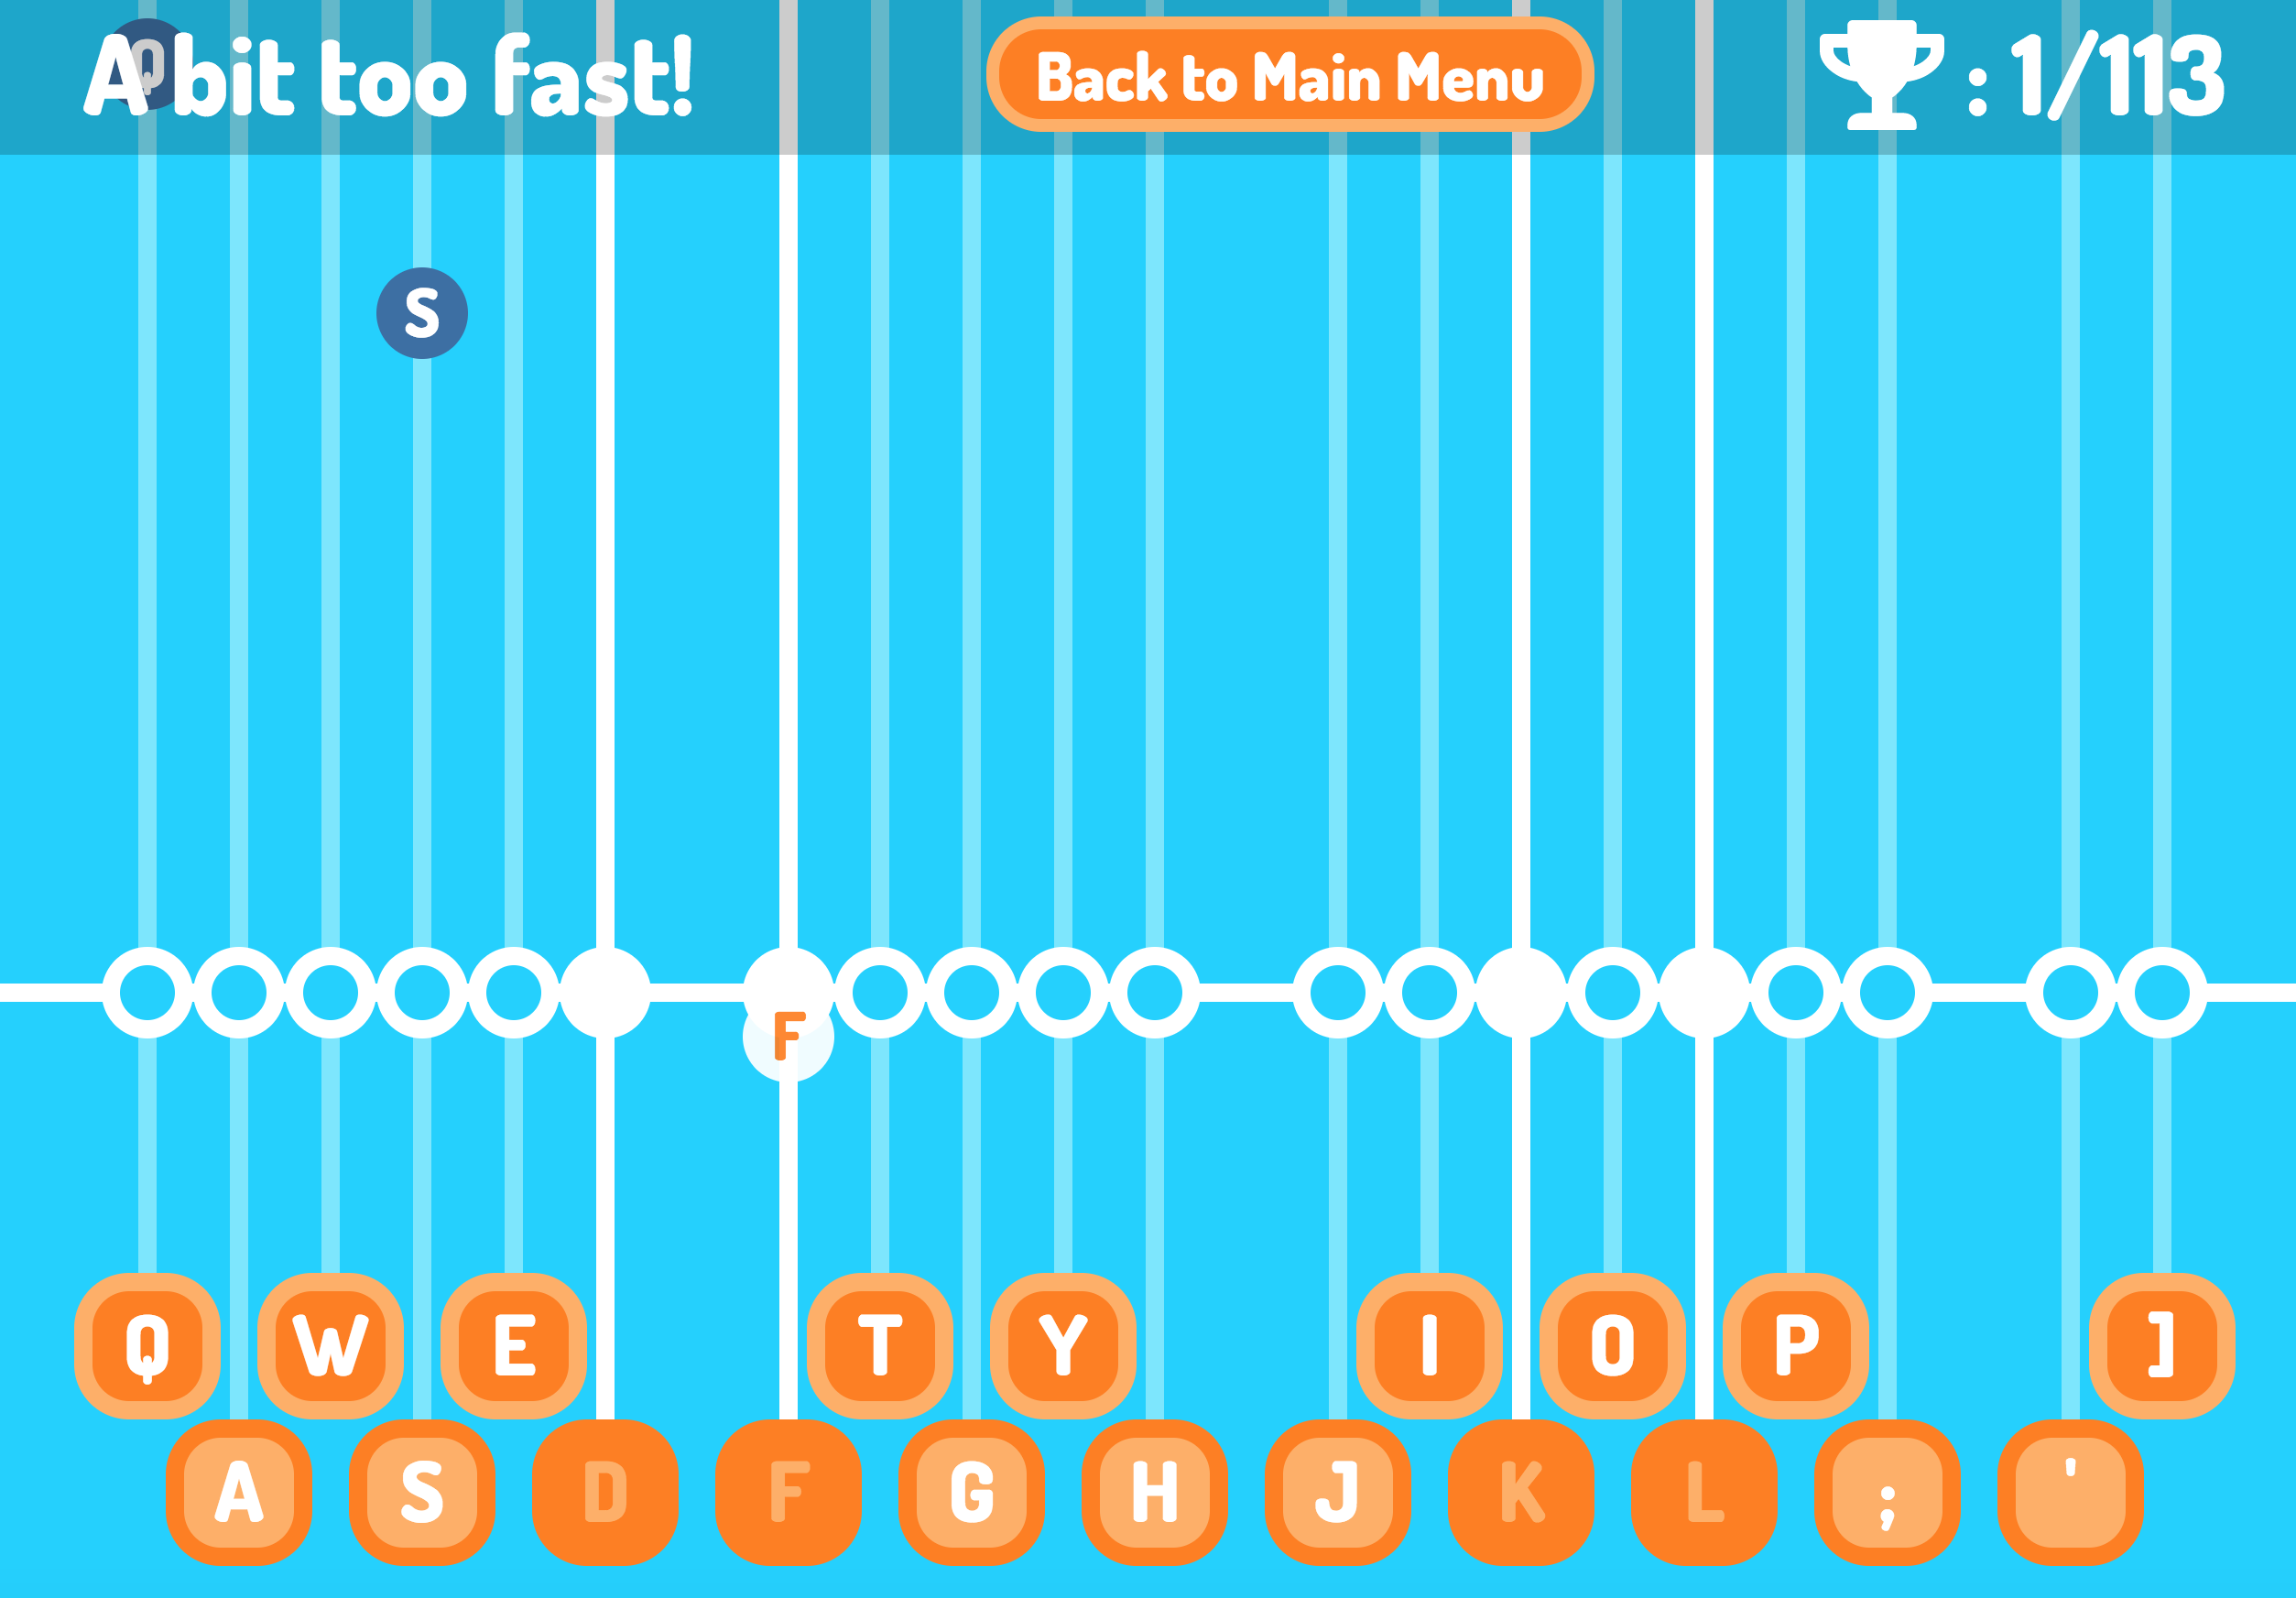 Q
A bit too fast!
Back to Main Menu
: 1/113
S
F
Q W E T Y I O P ]
A S D F G H J K L ; '